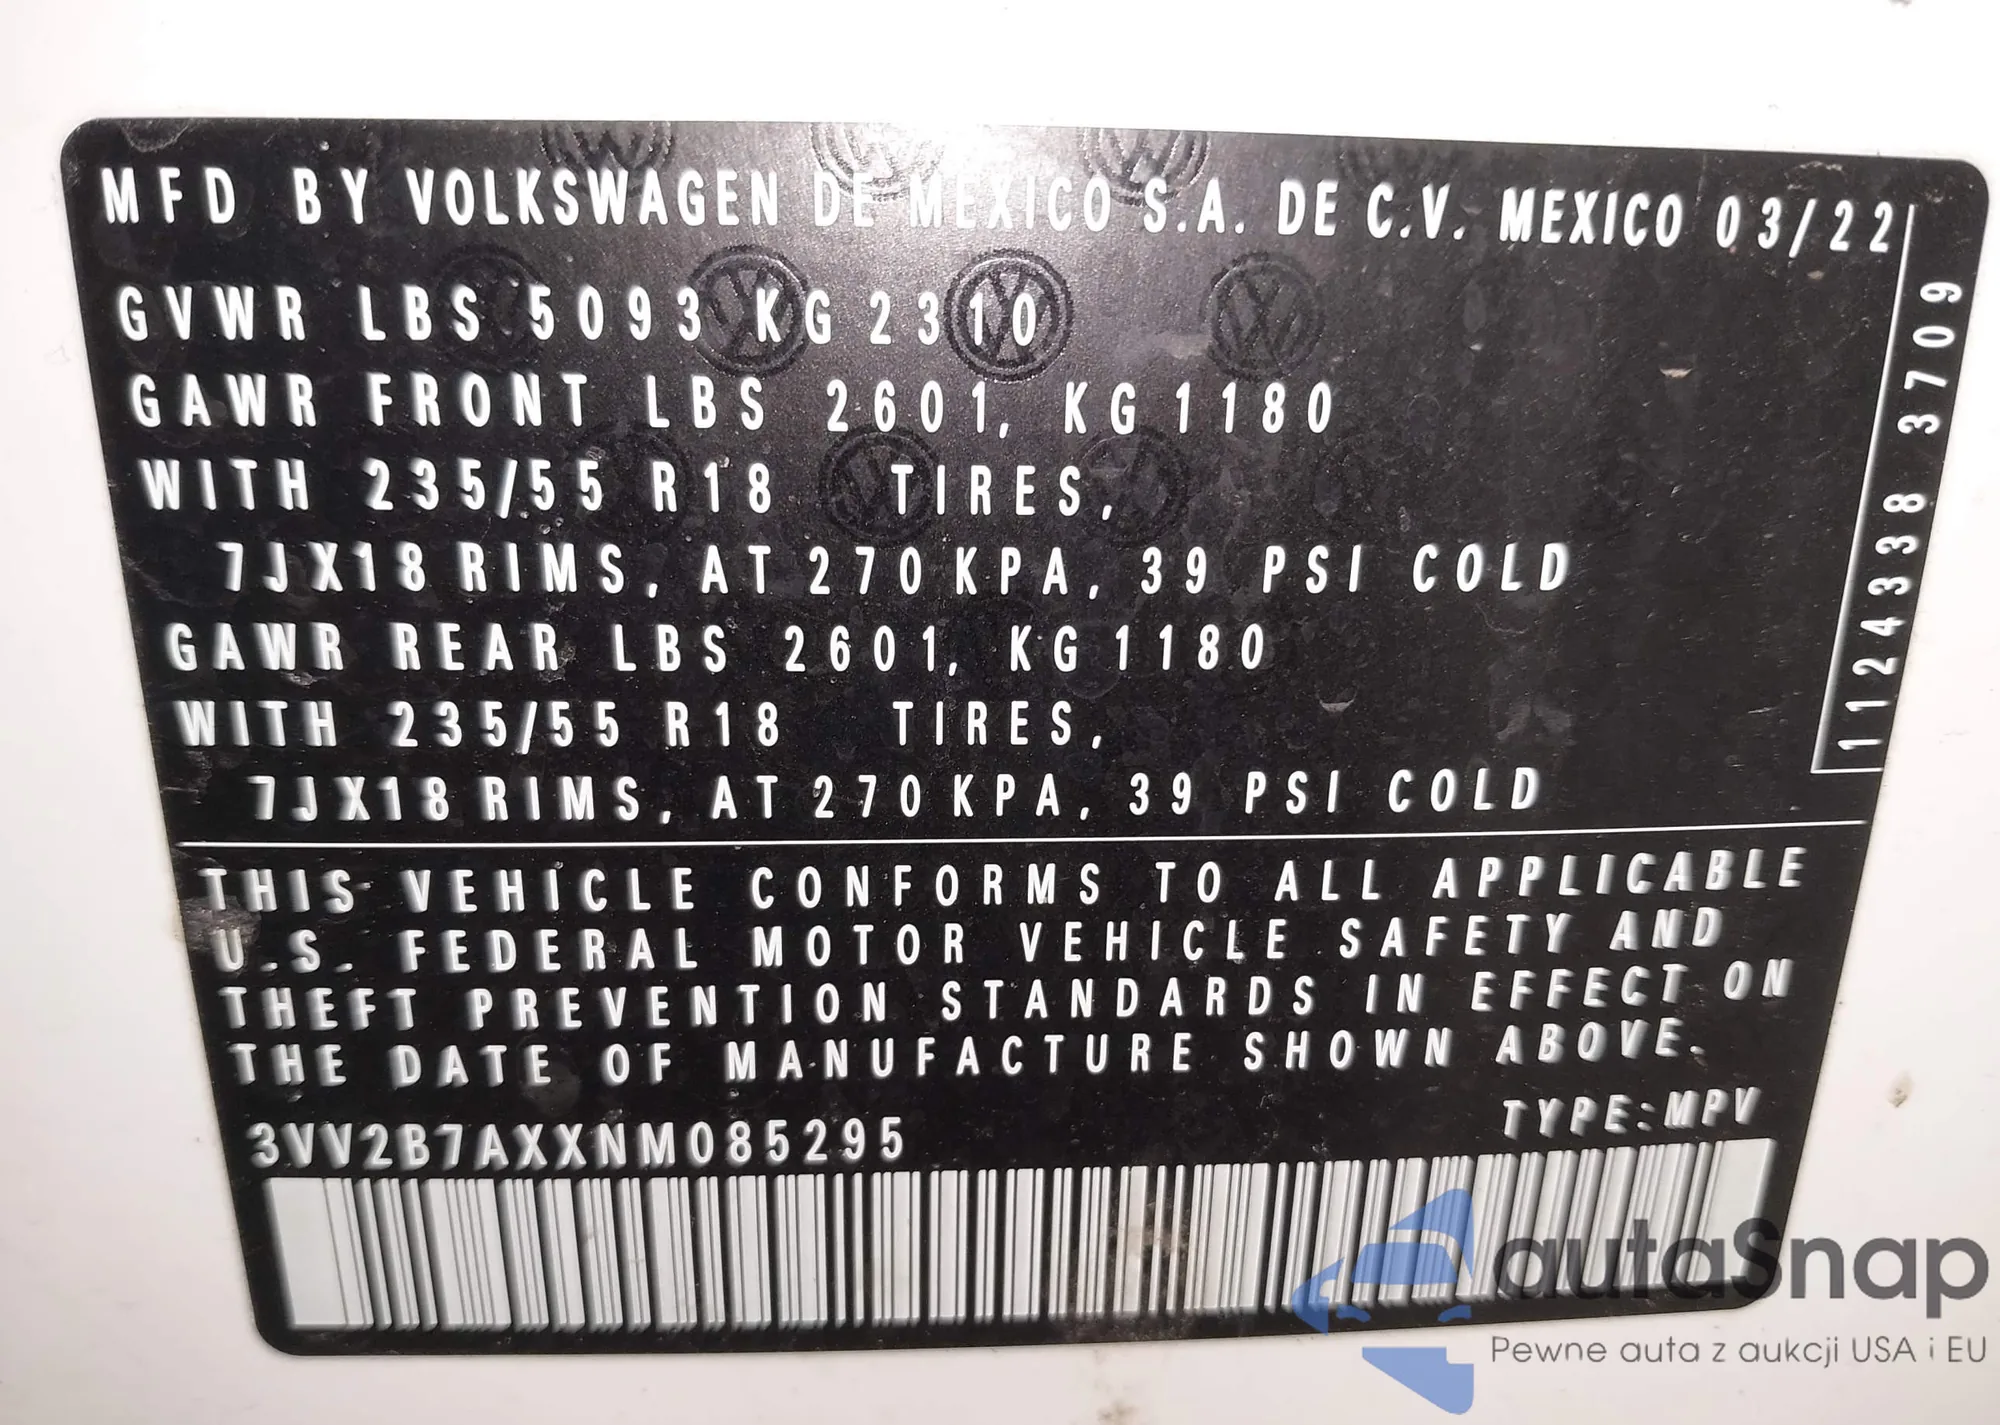 MFD BY VOLKSWAGEN DE MEXICO S.A. DE C.V. MEXICO 03/22
GVWR LBS 5093 KG 2310
GAWR FRONT LBS 2601, KG 1180
WITH 235/55 R18 TIRES,
7JX18 RIMS, AT 270 KPA, 39 PSI COLD
GAWR REAR LBS 2601, KG 1180
WITH 235/55 R18 TIRES,
7JX18 RIMS, AT 270 KPA, 39 PSI COLD
1124338 3709
THIS VEHICLE CONFORMS TO ALL APPLICABLE
U.S. FEDERAL MOTOR VEHICLE SAFETY AND
THEFT PREVENTION STANDARDS IN EFFECT ON
THE DATE OF MANUFACTURE SHOWN ABOVE.
3VV2B7AXXNM085295
TYPE:MPV
autaSnap
Pewne auta z aukcji USA i EU